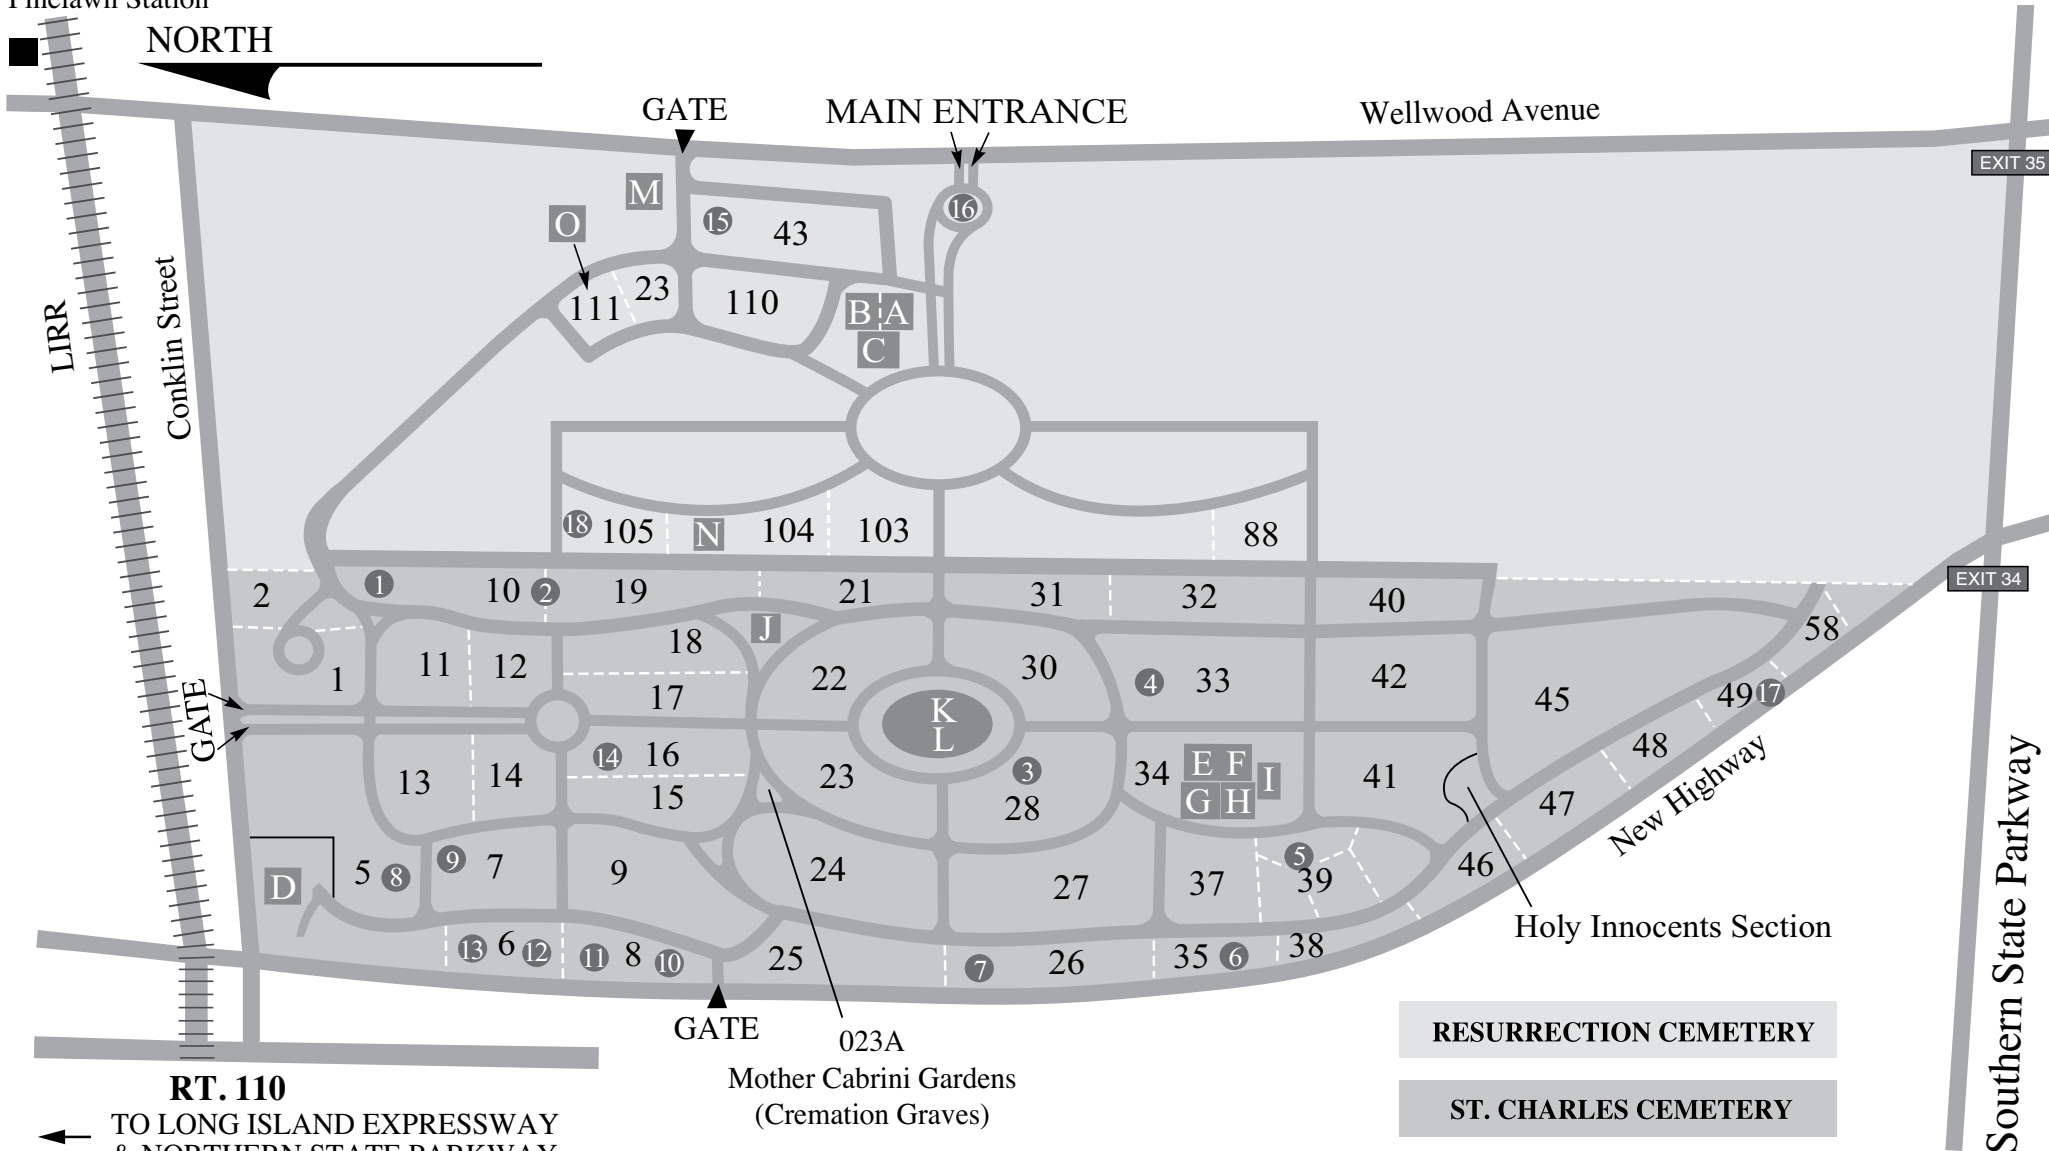 Pinelawn Station
NORTH
GATE
MAIN ENTRANCE
Wellwood Avenue
EXIT 35
M
O
15
43
16
LIRR
Conklin Street
111
23
110
B A
C
18
105
N
104
103
88
EXIT 34
2
1
10
2
19
21
31
32
40
58
J
18
11
12
1
17
22
30
4
33
42
45
49
17
GATE
K
L
14
16
13
14
15
23
3
28
34
E F
G H
I
41
48
47
New Highway
D
5
8
9
7
9
24
27
37
5
39
46
Holy Innocents Section
13
6
12
11
8
10
25
7
26
35
6
38
GATE
023A
Mother Cabrini Gardens
(Cremation Graves)
RESURRECTION CEMETERY
ST. CHARLES CEMETERY
Southern State Parkway
RT. 110
TO LONG ISLAND EXPRESSWAY
& NORTHERN STATE PARKWAY